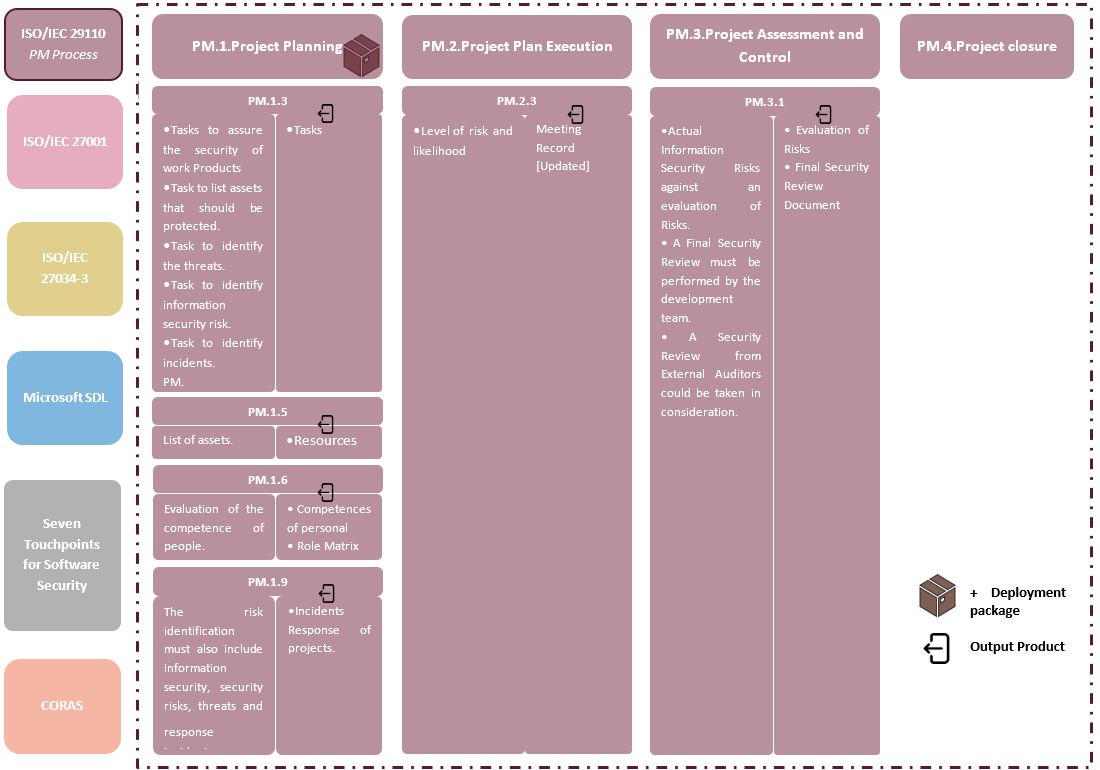 ISO/IEC 29110
PM Process
ISO/IEC 27001
ISO/IEC
27034-3
Microsoft SDL
Seven
Touchpoints
for Software
Security
CORAS
PM.1.Project Planning
PM.1.3
•Tasks to assure
the security of
work Products
•Task to list assets
that should be
protected.
•Task to identify
the threats.
•Task to identify
information
security risk.
•Task to identify
incidents.
PM.
•Tasks
PM.1.5
List of assets.
•Resources
PM.1.6
Evaluation of the
competence of
people.
• Competences
of personal
• Role Matrix
PM.1.9
The risk
identification
must also include
information
security, security
risks, threats and
response
•Incidents
Response of
projects.
PM.2.Project Plan Execution
PM.2.3
•Level of risk and
likelihood
Meeting
Record
[Updated]
PM.3.Project Assessment and
Control
PM.3.1
•Actual
Information
Security Risks
against an
evaluation of
Risks.
• A Final Security
Review must be
performed by the
development
team.
• A Security
Review from
External Auditors
could be taken in
consideration.
• Evaluation of
Risks
• Final Security
Review
Document
PM.4.Project closure
+ Deployment
package
Output Product